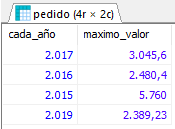 pedido (4r × 2c)
cada_año maximo_valor
2.017 3.045,6
2.016 2.480,4
2.015 5.760
2.019 2.389,23